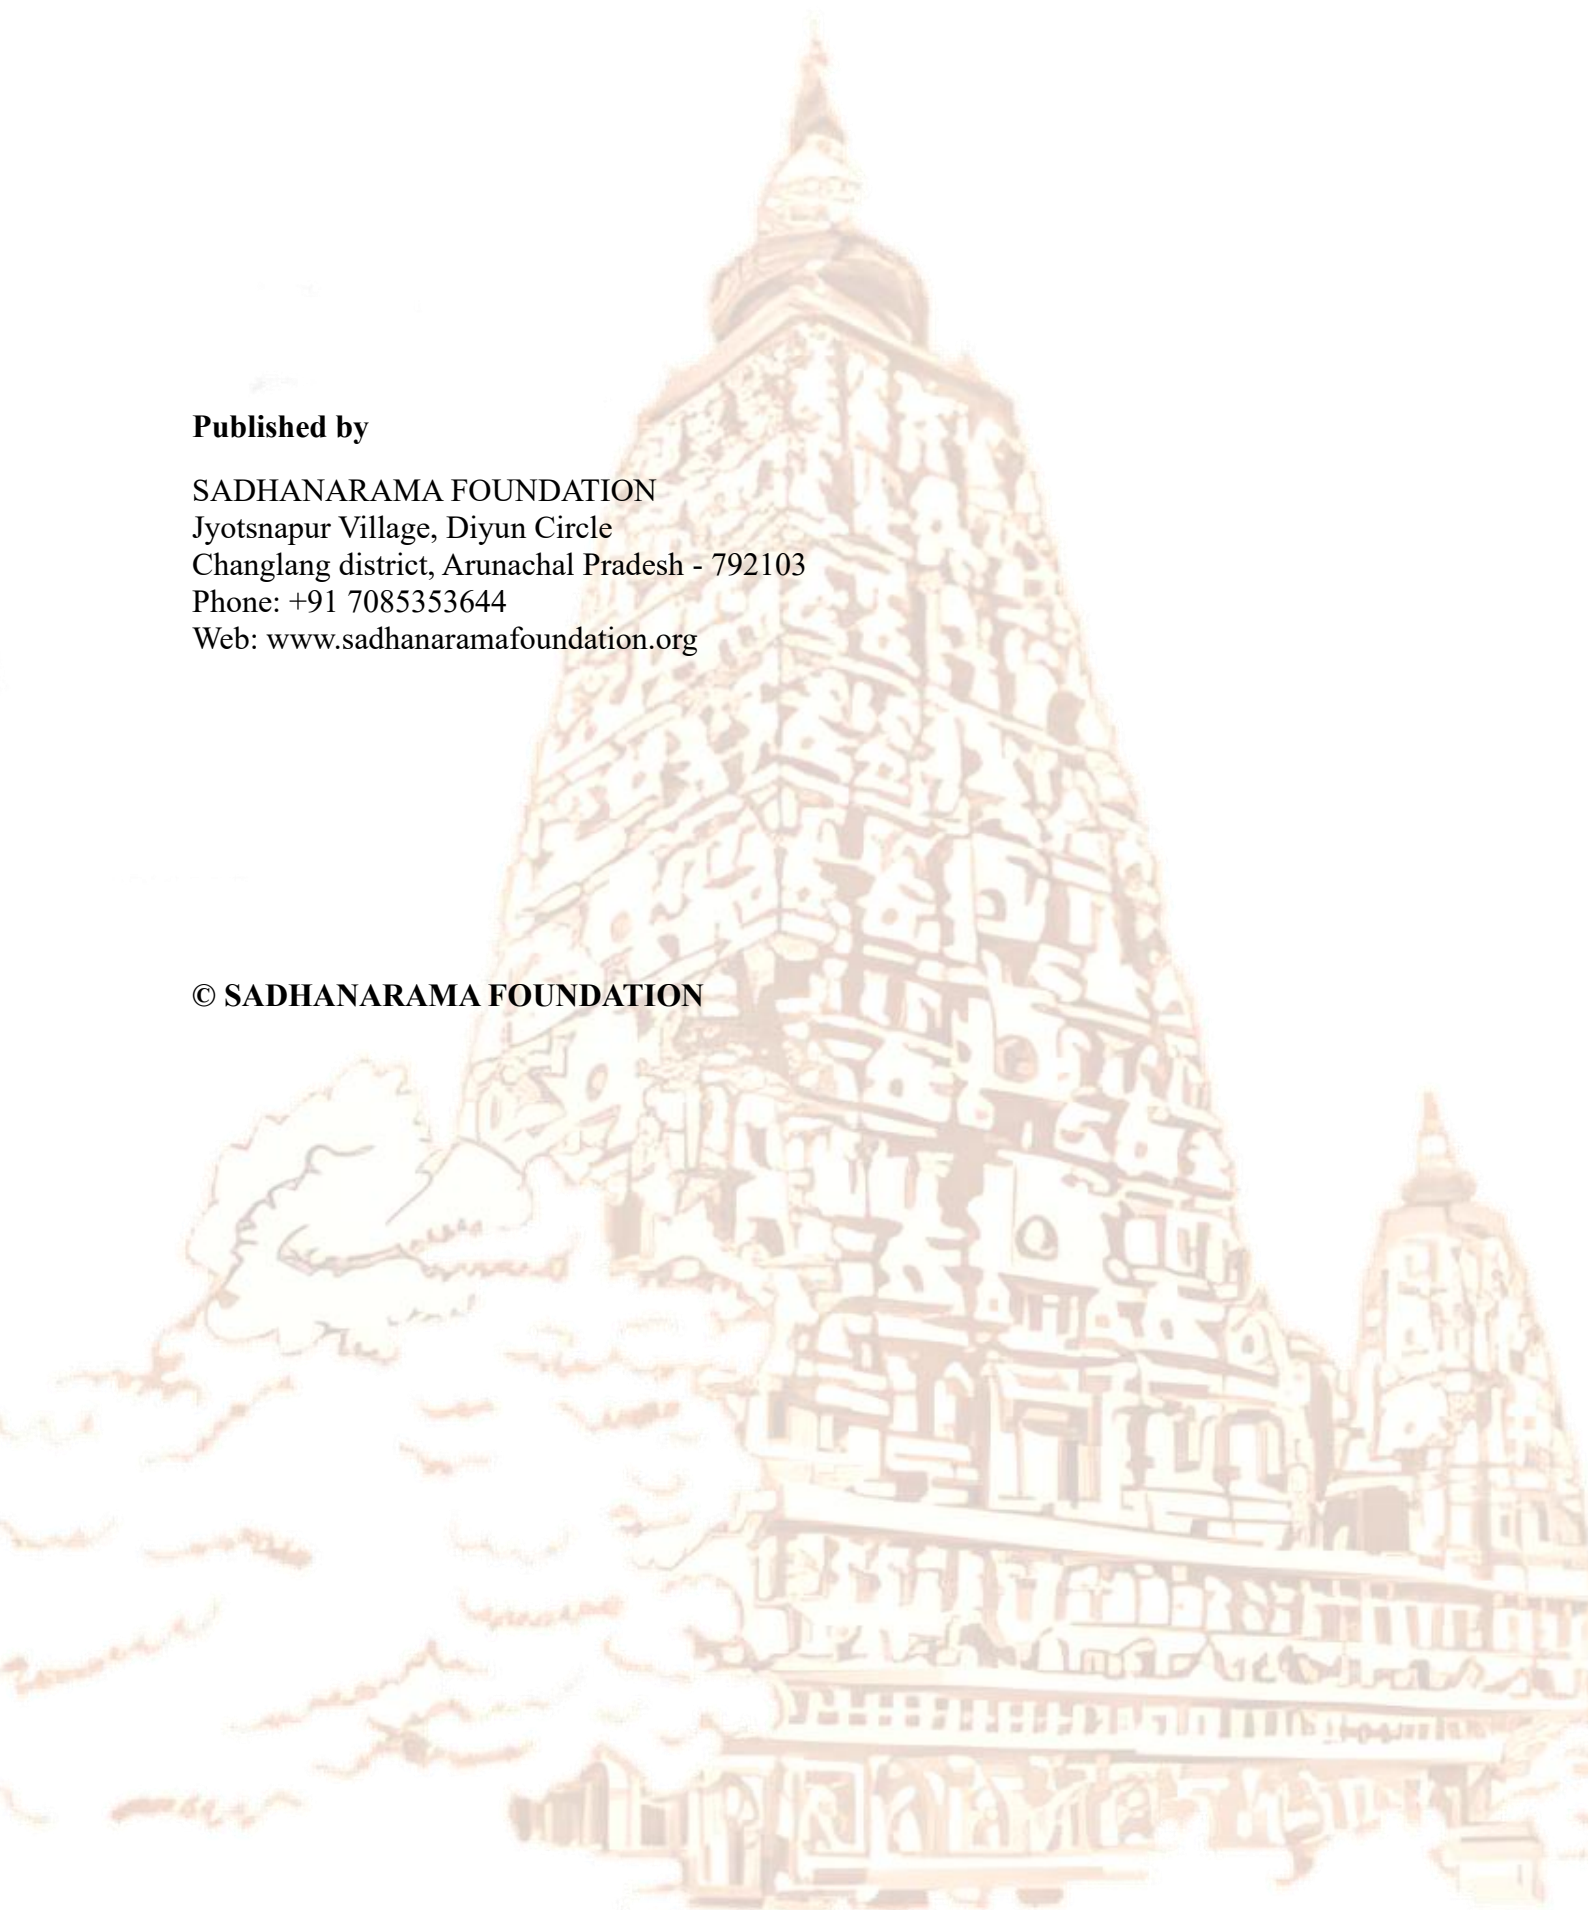 Published by
SADHANARAMA FOUNDATION
Jyotsnapur Village, Diyun Circle
Changlang district, Arunachal Pradesh - 792103
Phone: +91 7085353644
Web: www.sadhanaramafoundation.org
© SADHANARAMA FOUNDATION